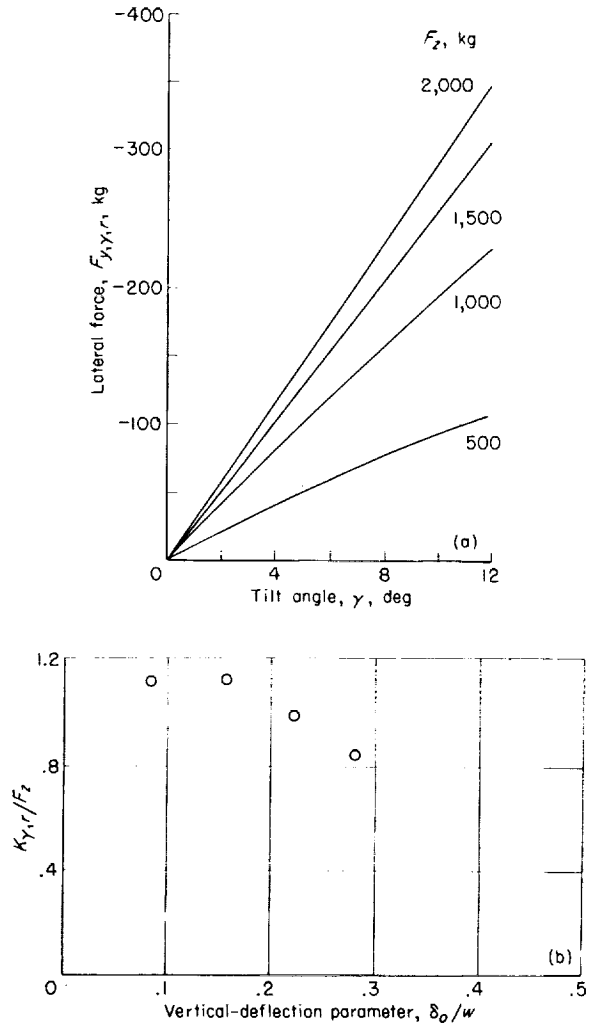 -400
F_z, kg
2,000
-300
1,500
Lateral force, F_y,γ,r, kg
-200
1,000
-100
500
(a)
0 4 8 12
Tilt angle, γ, deg
1.2
.8
K_γ,r/F_z
.4
(b)
0 .1 .2 .3 .4 .5
Vertical-deflection parameter, δ_o/w